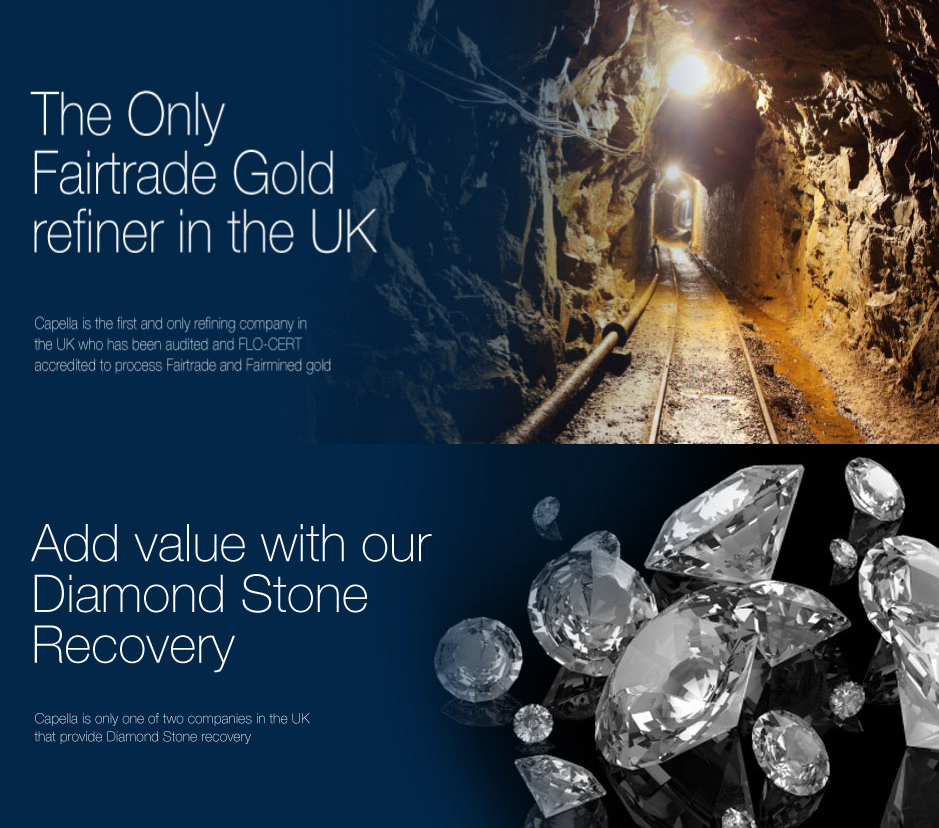 The Only
Fairtrade Gold
refiner in the UK
Capella is the first and only refining company in
the UK who has been audited and FLO-CERT
accredited to process Fairtrade and Fairmined gold
Add value with our
Diamond Stone
Recovery
Capella is only one of two companies in the UK
that provide Diamond Stone recovery